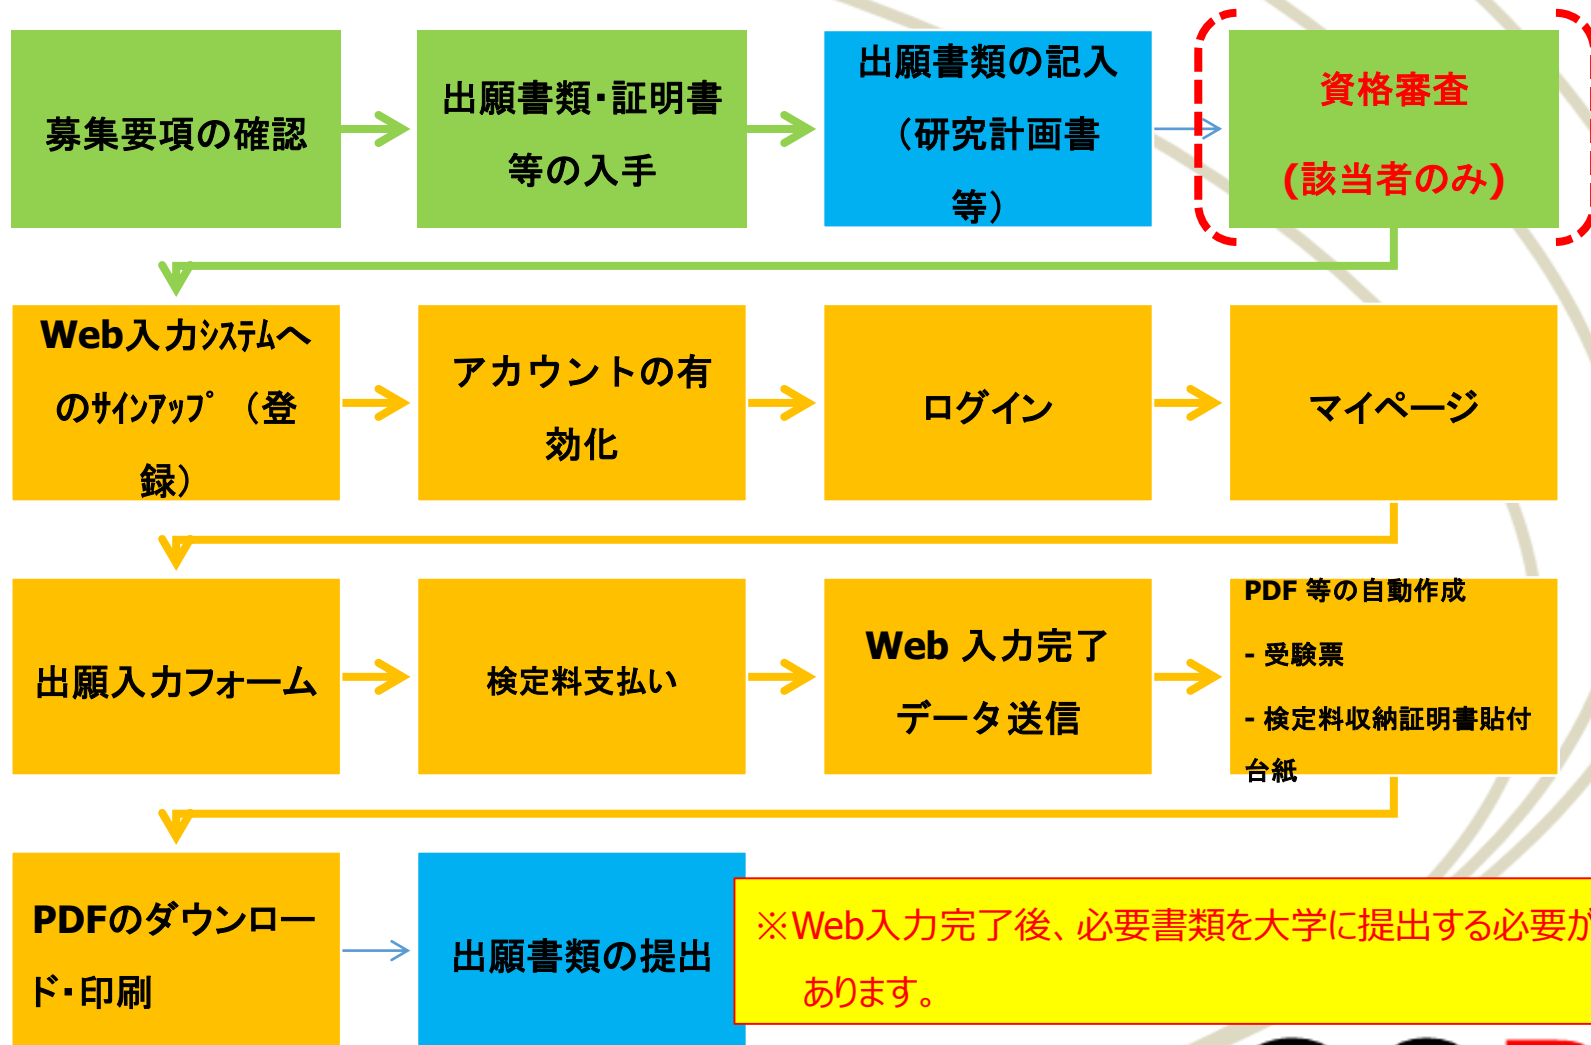 募集要項の確認
出願書類・証明書
等の入手
出願書類の記入
（研究計画書
等）
資格審査
(該当者のみ)
Web入力ｼｽﾃﾑへ
のｻｲﾝｱｯﾌﾟ（登
録）
アカウントの有
効化
ログイン
マイページ
出願入力フォーム
検定料支払い
Web 入力完了
データ送信
PDF 等の自動作成
- 受験票
- 検定料収納証明書貼付
台紙
PDFのダウンロー
ド・印刷
出願書類の提出
※Web入力完了後、必要書類を大学に提出する必要が
あります。